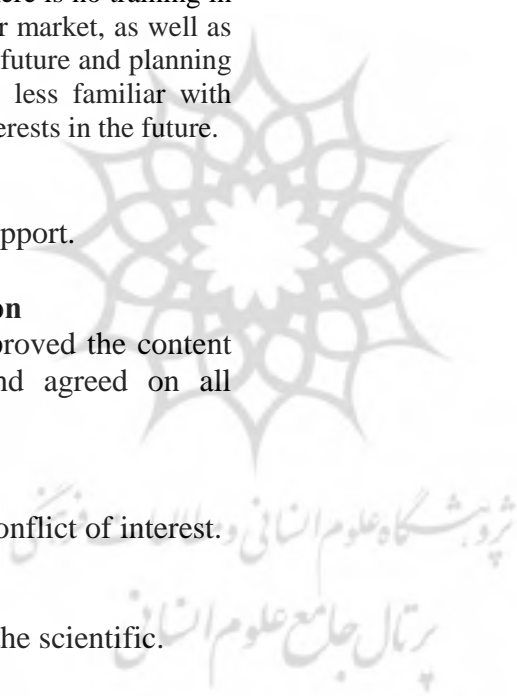 ere is no training in
r market, as well as
future and planning
less familiar with
erests in the future.
pport.
on
proved the content
nd agreed on all
onflict of interest.
پژوهشگاه علوم انسانی و مطالعات فرهنگی
he scientific.
پرتال جامع علوم انسانی